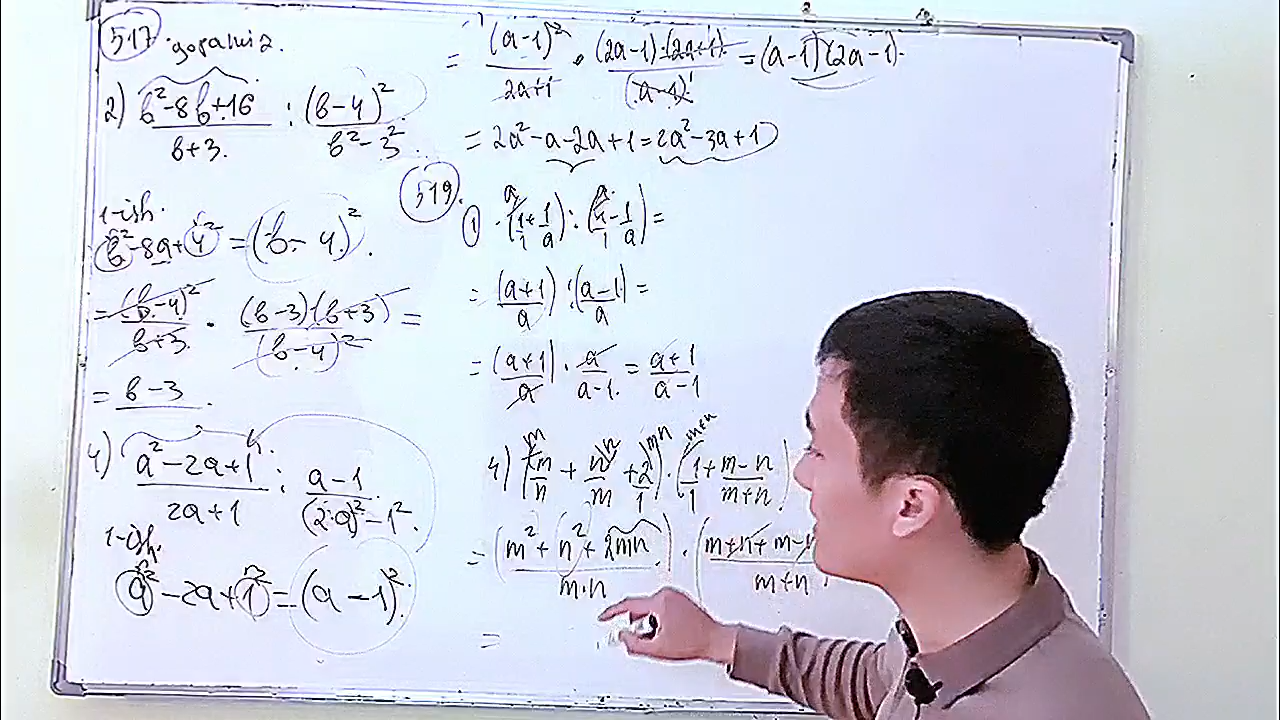 517
2) b²-8b+16 / b+3 : (b-4)² / b²-3²
1-ish.
b²-8a+4² = (b-4)².
= (b-4)² / b+3 · (b-3)(b+3) / (b-4)² =
= b-3.
4) a²-2a+1 / 2a+1 : a-1 / (2·a)²-1².
1-ish.
a²-2a+1² = (a-1)².
= (a-1)² / 2a+1 · (2a-1)·(2a+1) / (a-1) = (a-1)(2a-1).
= 2a²-a-2a+1 = 2a²-3a+1
519.
1) (1/1 + 1/a) : (1/1 - 1/a) =
= (a+1 / a) : (a-1 / a) =
= (a+1 / a) · a / a-1 = a+1 / a-1
4) (m/n + n/m + 2/1) · (1/1 + m-n / m+n)
= (m²+n²+2mn / m·n) · (m+n+m-n / m+n)
=